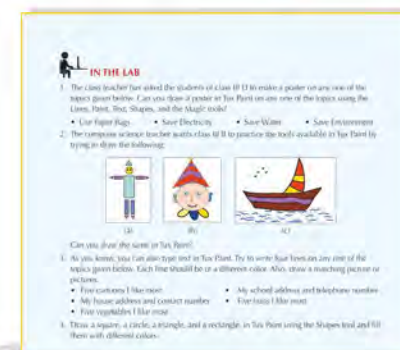 IN THE LAB
1. The class teacher has asked the students of class III D to make a poster on any one of the
topics given below. Can you draw a poster in Tux Paint on any one of the topics using the
Lines, Paint, Text, Shapes, and the Magic tools?
• Use Paper Bags • Save Electricity • Save Water • Save Environment
2. The computer science teacher wants class III B to practice the tools available in Tux Paint by
trying to draw the following:
(a) (b) (c)
Can you draw the same in Tux Paint?
3. As you know, you can also type text in Tux Paint. Try to write four lines on any one of the
topics given below. Each line should be of a different color. Also, draw a matching picture or
pictures.
• Five cartoons I like most • My school address and telephone number
• My house address and contact number • Five fruits I like most
• Five vegetables I like most
4. Draw a square, a circle, a triangle, and a rectangle, in Tux Paint using the Shapes tool and fill
them with different colors.